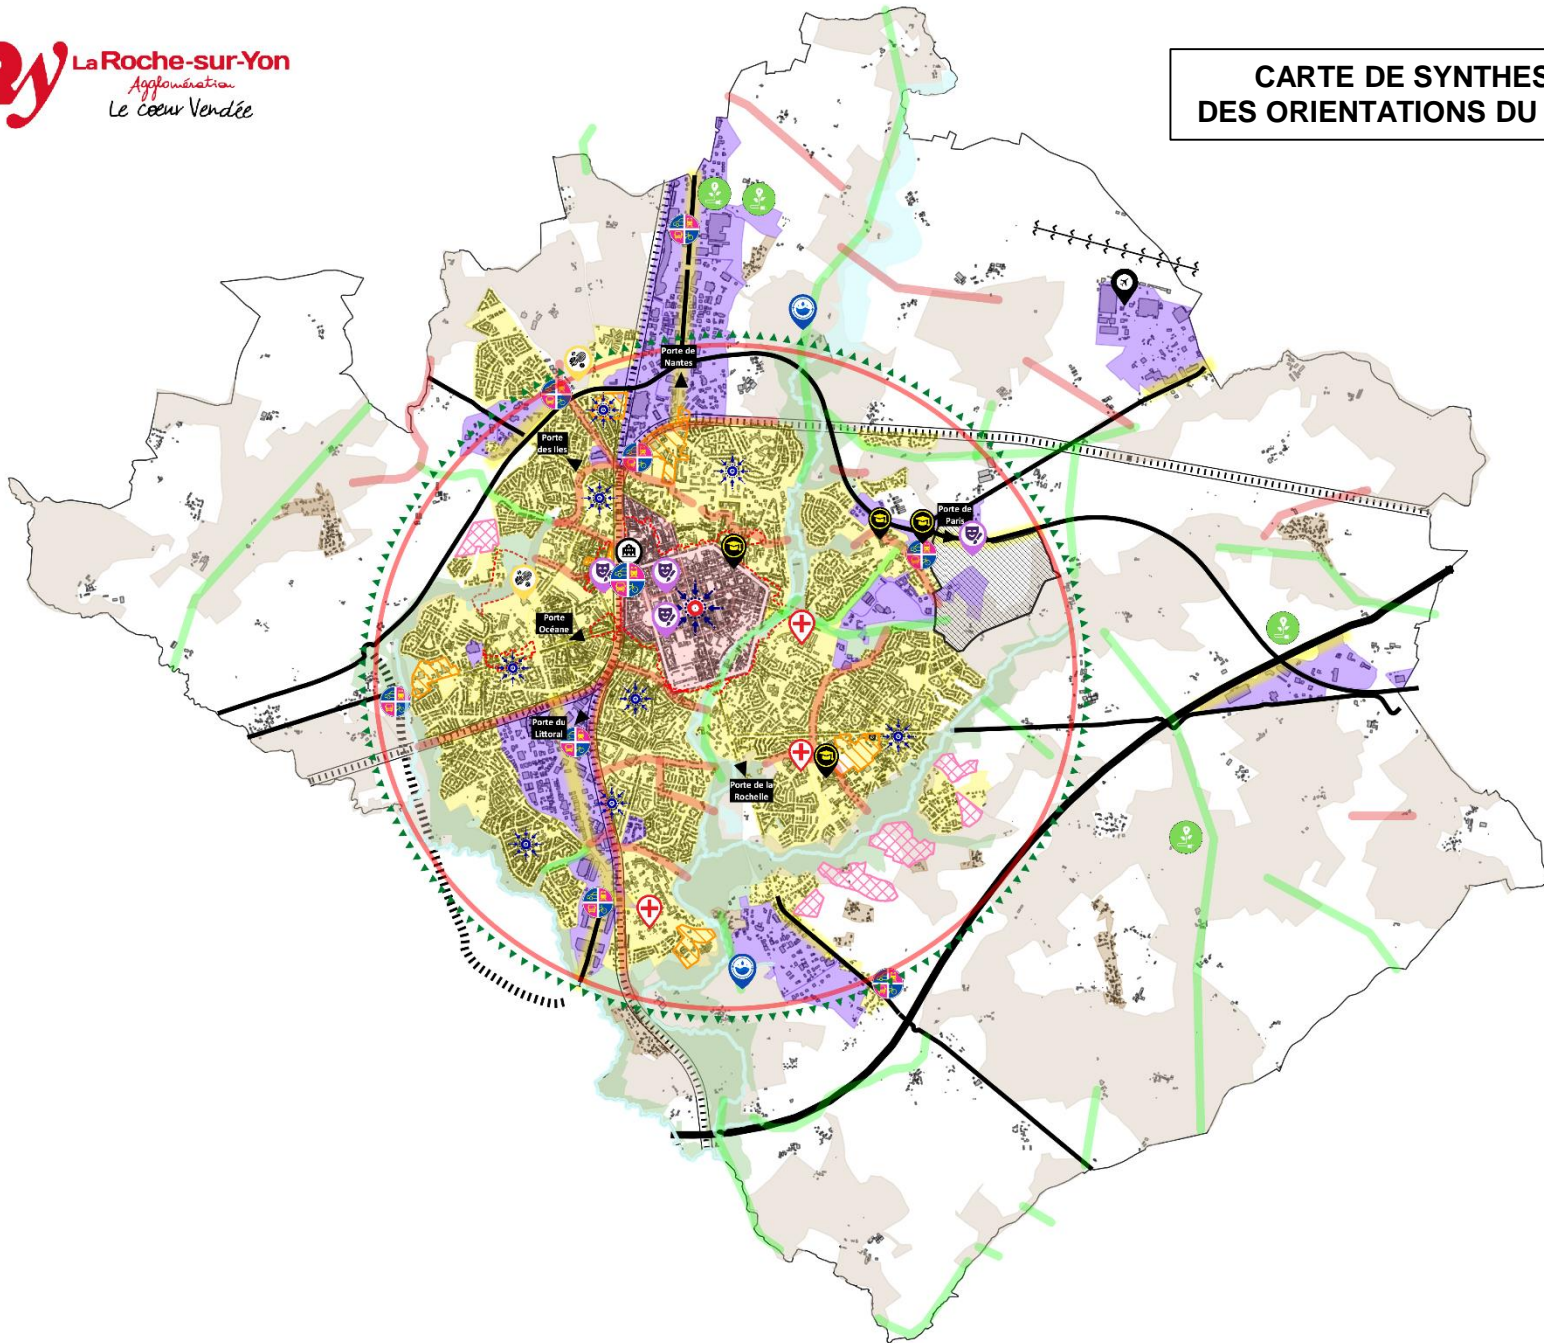 Ry
La Roche-sur-Yon
Agglomération
Le cœur Vendée
CARTE DE SYNTHES
DES ORIENTATIONS DU
Porte de
Nantes
Porte
des Iles
Porte de
Paris
Porte
Océane
Porte du
Littoral
Porte de la
Rochelle